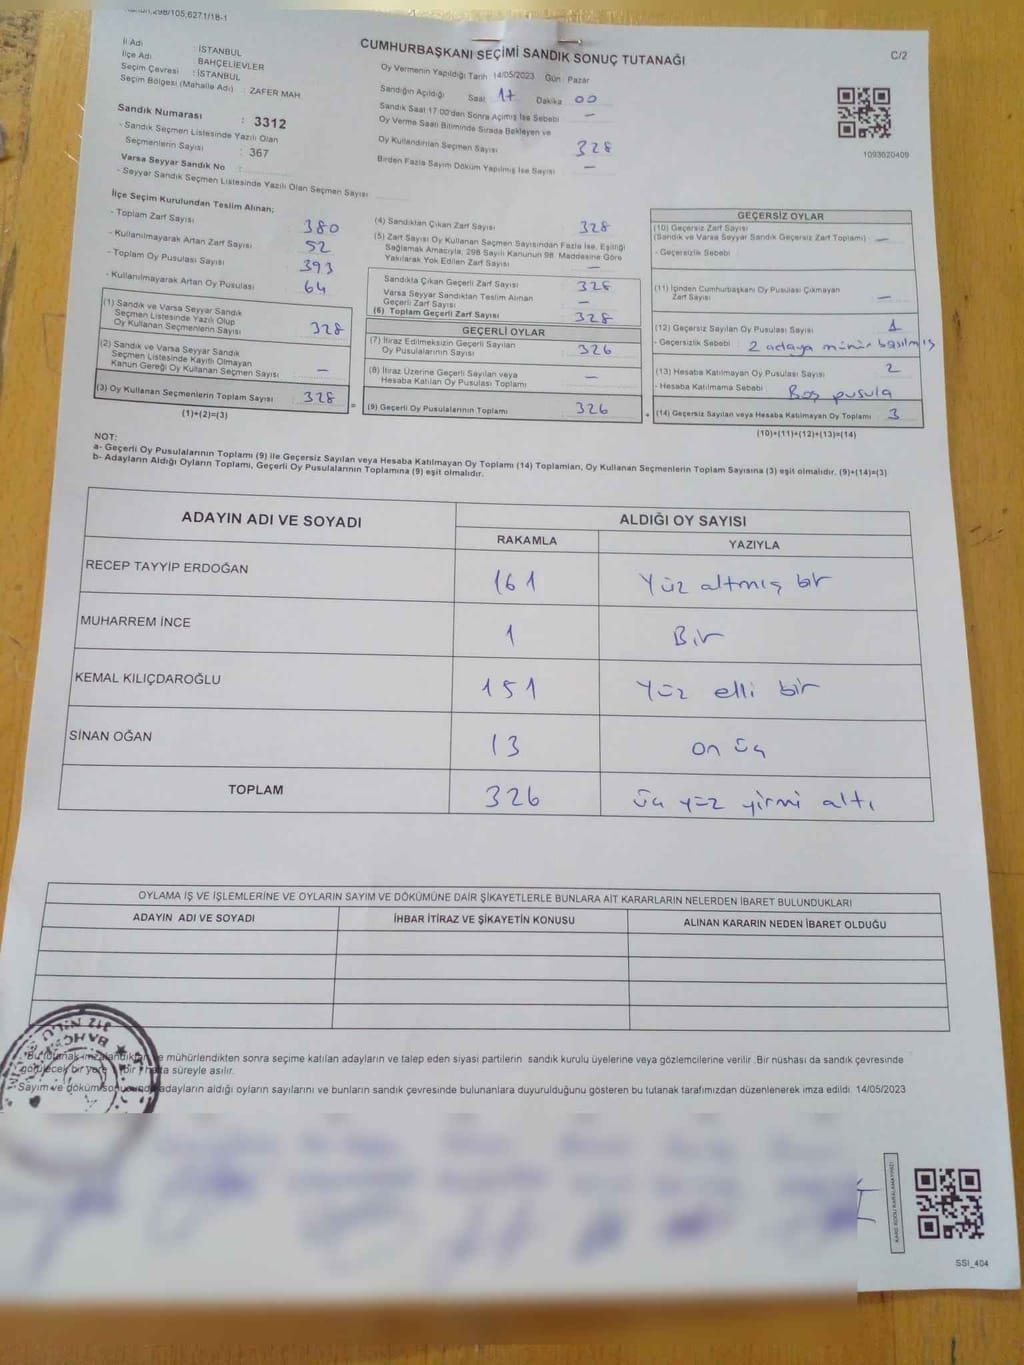 298/105,6271/18-1
İl Adı : İSTANBUL
İlçe Adı BAHÇELİEVLER
Seçim Çevresi : İSTANBUL
Seçim Bölgesi (Mahalle Adı) : ZAFER MAH.
Sandık Numarası : 3312
- Sandık Seçmen Listesinde Yazılı Olan
Seçmenlerin Sayısı : 367
Varsa Seyyar Sandık No :
- Seyyar Sandık Seçmen Listesinde Yazılı Olan Seçmen Sayısı
CUMHURBAŞKANI SEÇİMİ SANDIK SONUÇ TUTANAĞI
C/2
Oy Vermenin Yapıldığı Tarih 14/05/2023 Gün : Pazar
Sandığın Açıldığı Saat 17 Dakika 00
Sandık Saat 17:00'den Sonra Açılmış İse Sebebi —
Oy Verme Saati Bitiminde Sırada Bekleyen ve
Oy Kullandırılan Seçmen Sayısı 328
Birden Fazla Sayım Döküm Yapılmış İse Sayısı —
1093620409
İlçe Seçim Kurulundan Teslim Alınan;
- Toplam Zarf Sayısı 380
- Kullanılmayarak Artan Zarf Sayısı 52
- Toplam Oy Pusulası Sayısı 393
- Kullanılmayarak Artan Oy Pusulası 64
(1) Sandık ve Varsa Seyyar Sandık
Seçmen Listesinde Yazılı Olup
Oy Kullanan Seçmenlerin Sayısı 328
(2) Sandık ve Varsa Seyyar Sandık
Seçmen Listesinde Kayıtlı Olmayan
Kanun Gereği Oy Kullanan Seçmen Sayısı —
(3) Oy Kullanan Seçmenlerin Toplam Sayısı 328
(1)+(2)=(3)
(4) Sandıktan Çıkan Zarf Sayısı 328
(5) Zarf Sayısı Oy Kullanan Seçmen Sayısından Fazla İse, Eşitliği
Sağlamak Amacıyla, 298 Sayılı Kanunun 98. Maddesine Göre
Yakılarak Yok Edilen Zarf Sayısı —
Sandıkta Çıkan Geçerli Zarf Sayısı 328
Varsa Seyyar Sandıktan Teslim Alınan
Geçerli Zarf Sayısı —
(6) Toplam Geçerli Zarf Sayısı 328
GEÇERLİ OYLAR
(7) İtiraz Edilmeksizin Geçerli Sayılan
Oy Pusulalarının Sayısı 326
(8) İtiraz Üzerine Geçerli Sayılan veya
Hesaba Katılan Oy Pusulası Toplamı —
= (9) Geçerli Oy Pusulalarının Toplamı 326
GEÇERSİZ OYLAR
(10) Geçersiz Zarf Sayısı
(Sandık ve Varsa Seyyar Sandık Geçersiz Zarf Toplamı) : —
- Geçersizlik Sebebi :
(11) İçinden Cumhurbaşkanı Oy Pusulası Çıkmayan
Zarf Sayısı —
(12) Geçersiz Sayılan Oy Pusulası Sayısı : 1
- Geçersizlik Sebebi : 2 adaya mühür basılmış
(13) Hesaba Katılmayan Oy Pusulası Sayısı : 2
- Hesaba Katılmama Sebebi : Boş pusula
+ (14) Geçersiz Sayılan veya Hesaba Katılmayan Oy Toplamı : 3
(10)+(11)+(12)+(13)=(14)
NOT:
a- Geçerli Oy Pusulalarının Toplamı (9) ile Geçersiz Sayılan veya Hesaba Katılmayan Oy Toplamı (14) Toplamları, Oy Kullanan Seçmenlerin Toplam Sayısına (3) eşit olmalıdır. (9)+(14)=(3)
b- Adayların Aldığı Oyların Toplamı, Geçerli Oy Pusulalarının Toplamına (9) eşit olmalıdır.
ADAYIN ADI VE SOYADI
ALDIĞI OY SAYISI
RAKAMLA YAZIYLA
RECEP TAYYİP ERDOĞAN 161 Yüz altmış bir
MUHARREM İNCE 1 Bir
KEMAL KILIÇDAROĞLU 151 Yüz elli bir
SİNAN OĞAN 13 on üç
TOPLAM 326 üç yüz yirmi altı
OYLAMA İŞ VE İŞLEMLERİNE VE OYLARIN SAYIM VE DÖKÜMÜNE DAİR ŞİKAYETLERLE BUNLARA AİT KARARLARIN NELERDEN İBARET BULUNDUKLARI
ADAYIN ADI VE SOYADI İHBAR İTİRAZ VE ŞİKAYETİN KONUSU ALINAN KARARIN NEDEN İBARET OLDUĞU
Bu tutanak imzalandıktan ve mühürlendikten sonra seçime katılan adayların ve talep eden siyasi partilerin sandık kurulu üyelerine veya gözlemcilerine verilir .Bir nüshası da sandık çevresinde
görülecek bir yere bir hafta süreyle asılır.
Sayım ve döküm sonucunda adayların aldığı oyların sayılarını ve bunların sandık çevresinde bulunanlara duyurulduğunu gösteren bu tutanak tarafımızdan düzenlenerek imza edildi. 14/05/2023
KARE KODU KARALAMAYINIZ!
SSI_404